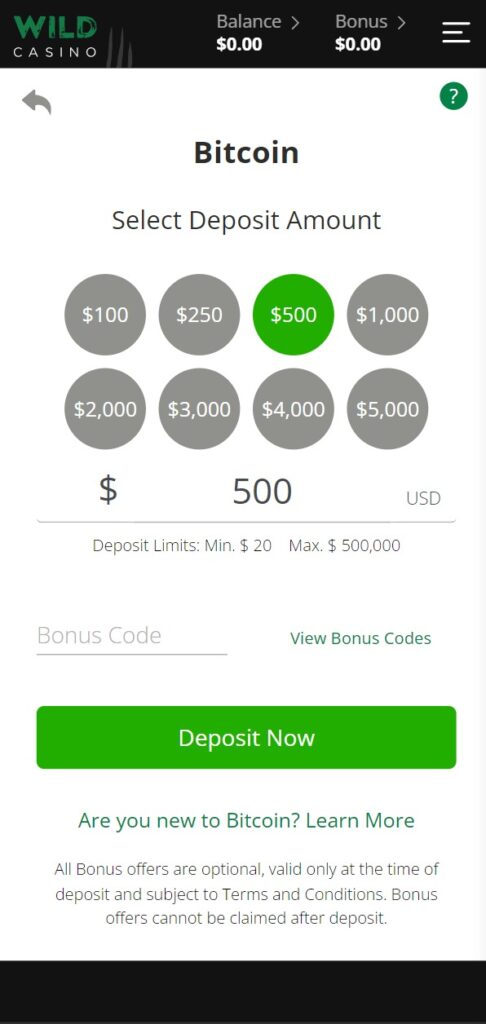 WILD
CASINO
Balance >
$0.00
Bonus >
$0.00
?
Bitcoin
Select Deposit Amount
$100 $250 $500 $1,000
$2,000 $3,000 $4,000 $5,000
$ 500 USD
Deposit Limits: Min. $ 20 Max. $ 500,000
Bonus Code View Bonus Codes
Deposit Now
Are you new to Bitcoin? Learn More
All Bonus offers are optional, valid only at the time of
deposit and subject to Terms and Conditions. Bonus
offers cannot be claimed after deposit.